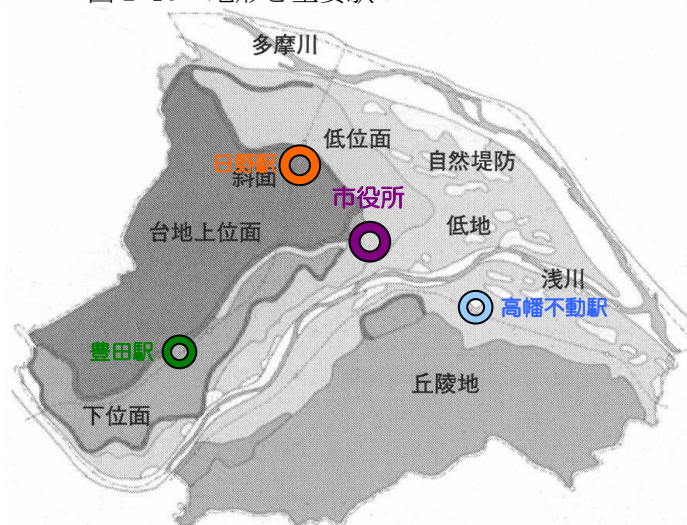 多摩川
低位面
自然堤防
日野駅
斜面
市役所
台地上位面
低地
浅川
高幡不動駅
豊田駅
丘陵地
下位面